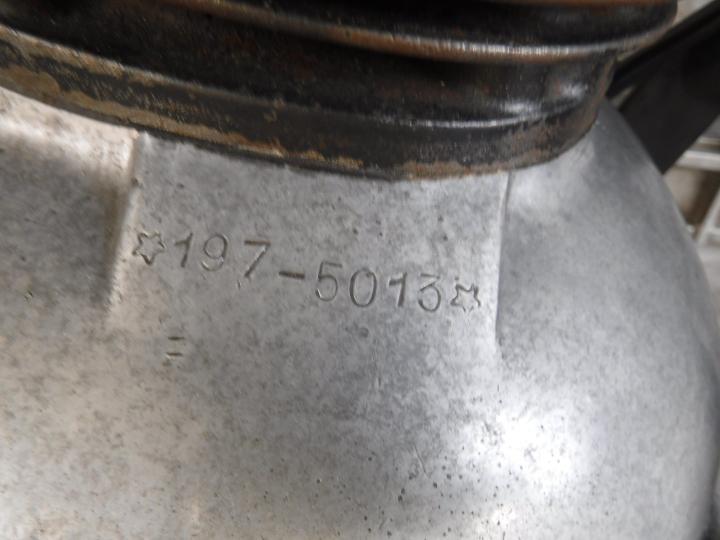 ☆197-5013☆
=